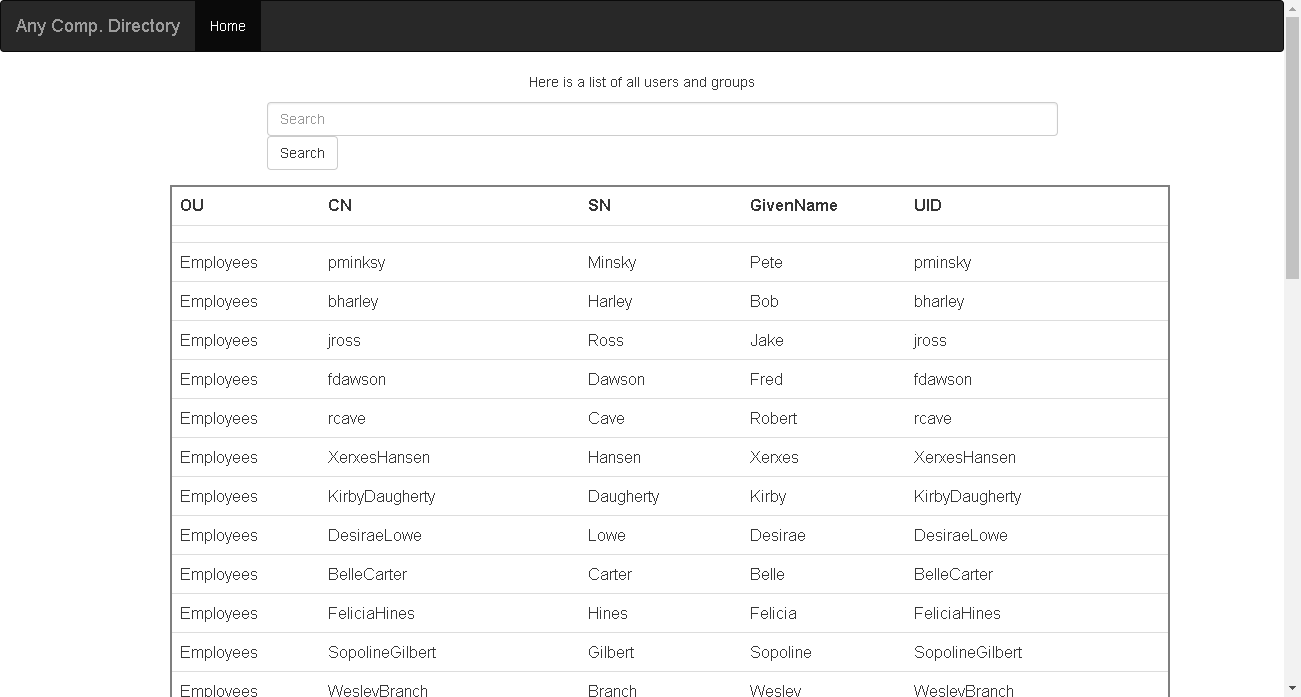 Any Comp. Directory Home
Here is a list of all users and groups
Search
Search
OU CN SN GivenName UID
Employees pminksy Minsky Pete pminsky
Employees bharley Harley Bob bharley
Employees jross Ross Jake jross
Employees fdawson Dawson Fred fdawson
Employees rcave Cave Robert rcave
Employees XerxesHansen Hansen Xerxes XerxesHansen
Employees KirbyDaugherty Daugherty Kirby KirbyDaugherty
Employees DesiraeLowe Lowe Desirae DesiraeLowe
Employees BelleCarter Carter Belle BelleCarter
Employees FeliciaHines Hines Felicia FeliciaHines
Employees SopolineGilbert Gilbert Sopoline SopolineGilbert
Employees WesleyBranch Branch Wesley WesleyBranch